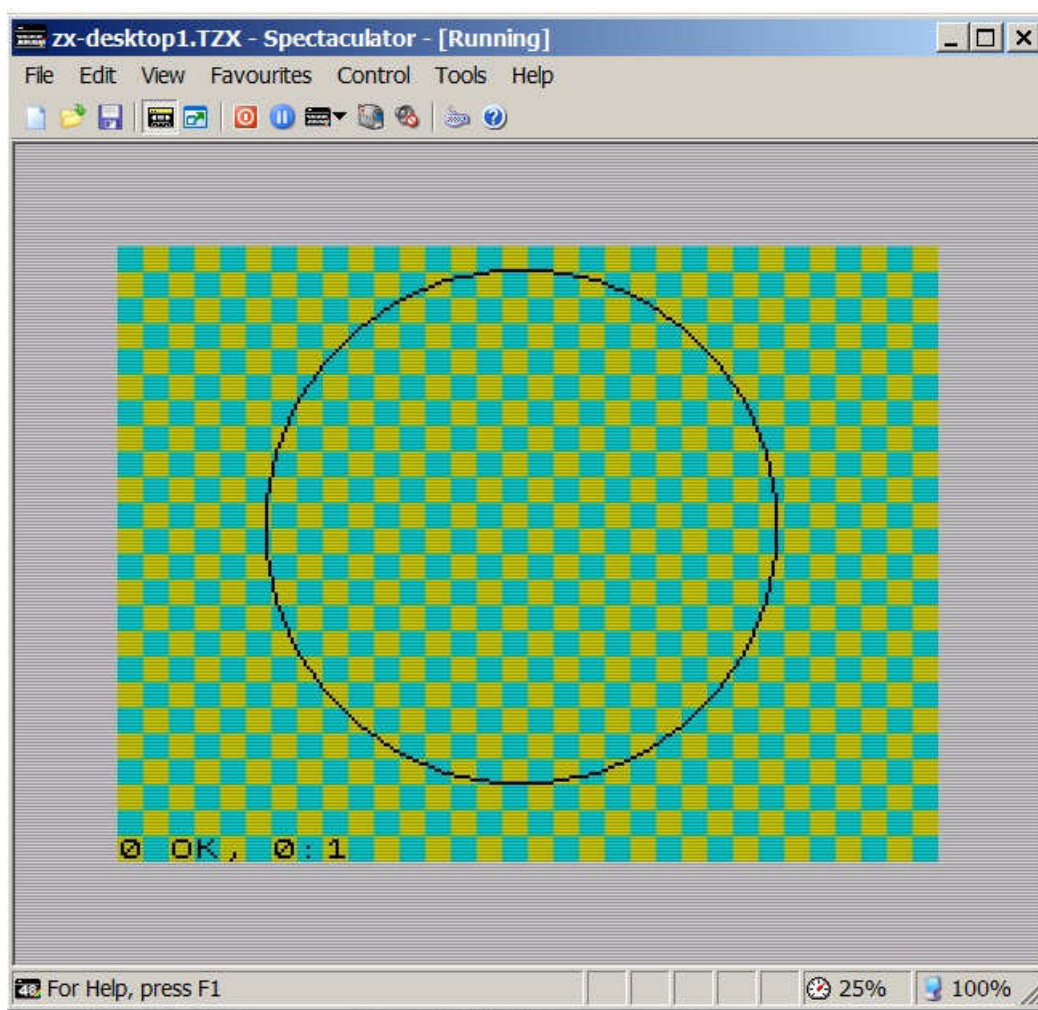 zx-desktop1.TZX - Spectaculator - [Running]
File Edit View Favourites Control Tools Help
0 OK, 0:1
48 For Help, press F1 25% 100%